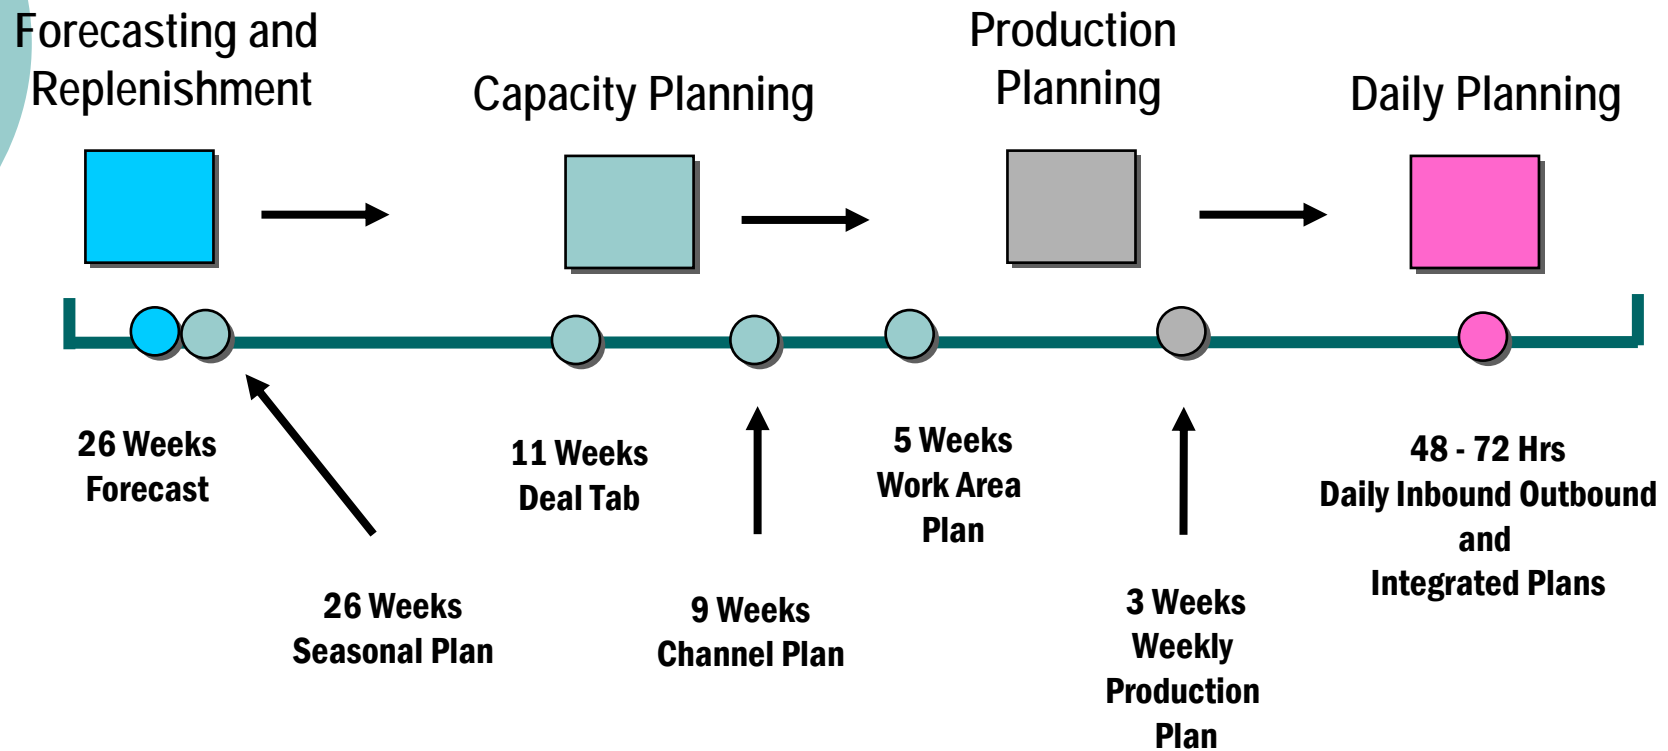 Forecasting and
Replenishment
Capacity Planning
Production
Planning
Daily Planning
26 Weeks
Forecast
26 Weeks
Seasonal Plan
11 Weeks
Deal Tab
9 Weeks
Channel Plan
5 Weeks
Work Area
Plan
3 Weeks
Weekly
Production
Plan
48 - 72 Hrs
Daily Inbound Outbound
and
Integrated Plans